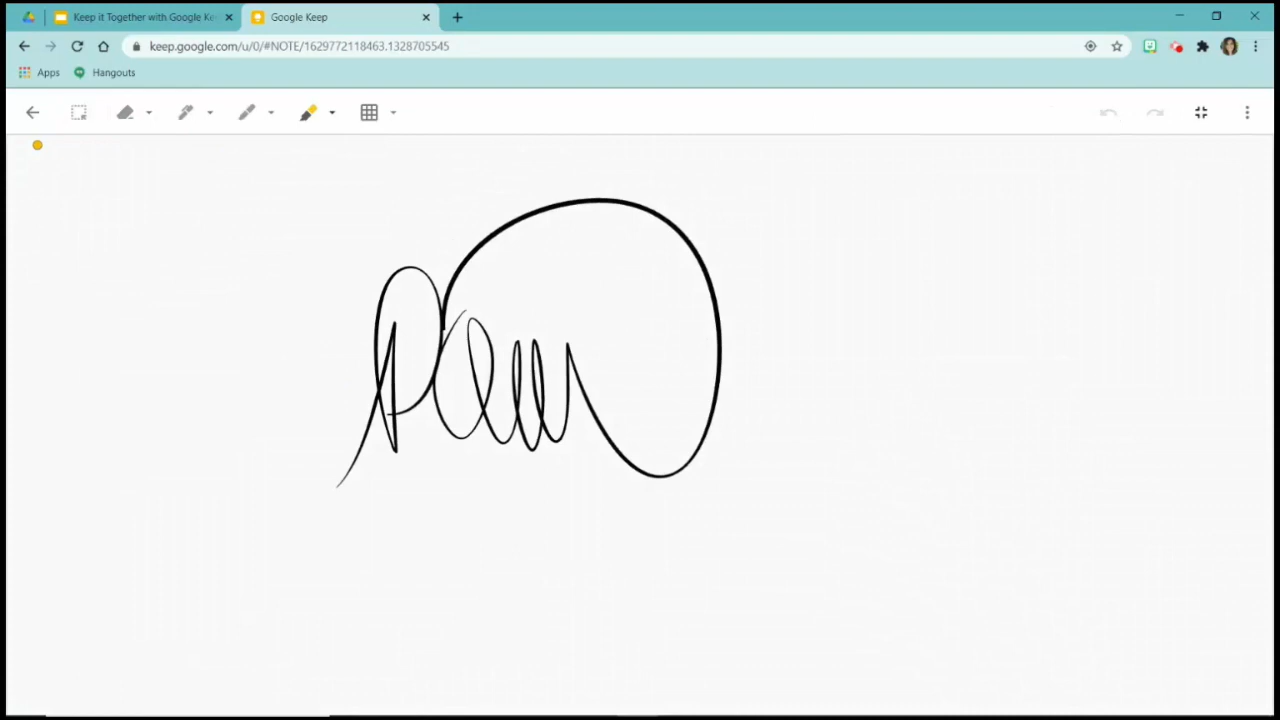 Keep it Together with Google Ke
Google Keep
keep.google.com/u/0/#NOTE/1629772118463.1328705545
Apps
Hangouts